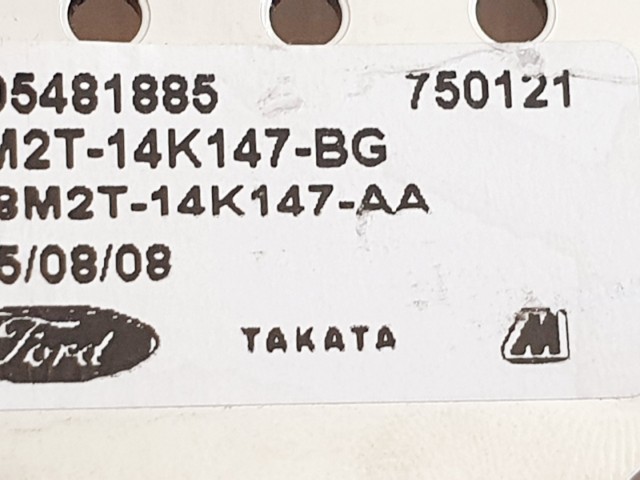 05481885 750121
M2T-14K147-BG
8M2T-14K147-AA
5/08/08
Ford TAKATA M